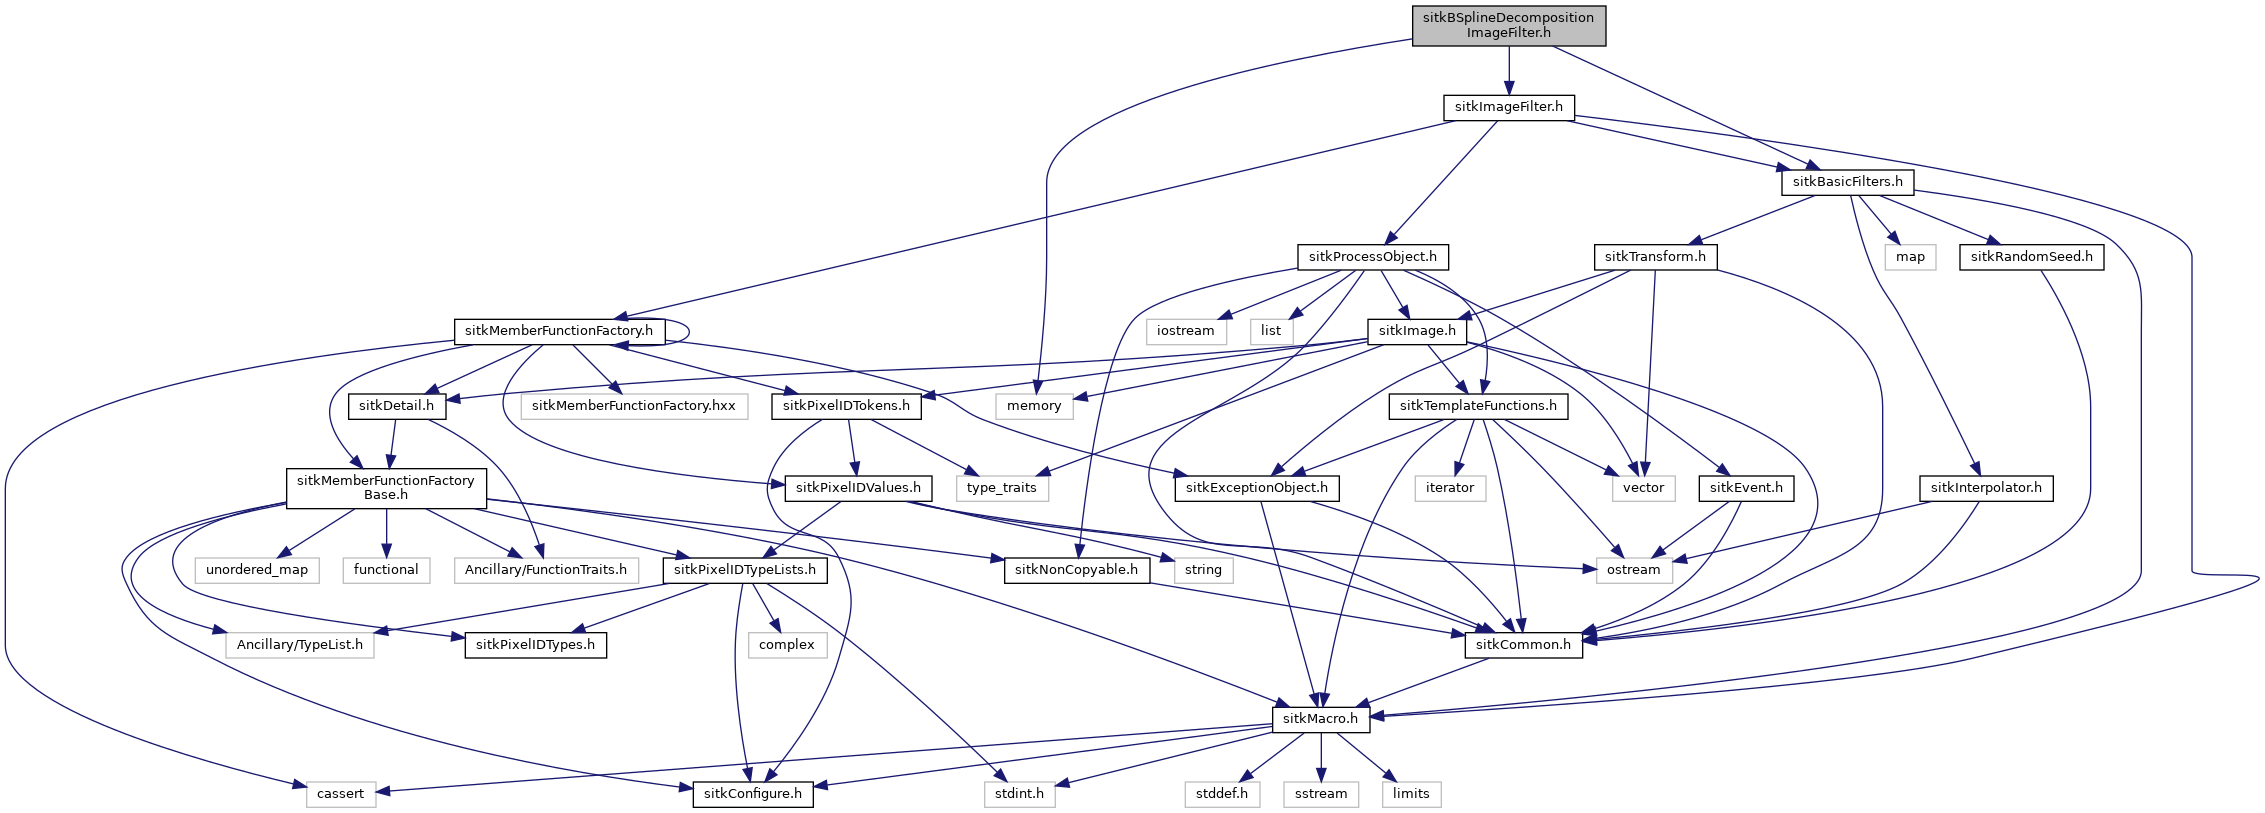 sitkBSplineDecomposition
ImageFilter.h
sitkImageFilter.h
sitkBasicFilters.h
sitkProcessObject.h
sitkTransform.h
map
sitkRandomSeed.h
sitkMemberFunctionFactory.h
iostream
list
sitkImage.h
sitkDetail.h
sitkMemberFunctionFactory.hxx
sitkPixelIDTokens.h
memory
sitkTemplateFunctions.h
sitkMemberFunctionFactory
Base.h
sitkPixelIDValues.h
type_traits
sitkExceptionObject.h
iterator
vector
sitkEvent.h
sitkInterpolator.h
unordered_map
functional
Ancillary/FunctionTraits.h
sitkPixelIDTypeLists.h
sitkNonCopyable.h
string
ostream
Ancillary/TypeList.h
sitkPixelIDTypes.h
complex
sitkCommon.h
sitkMacro.h
cassert
sitkConfigure.h
stdint.h
stddef.h
sstream
limits